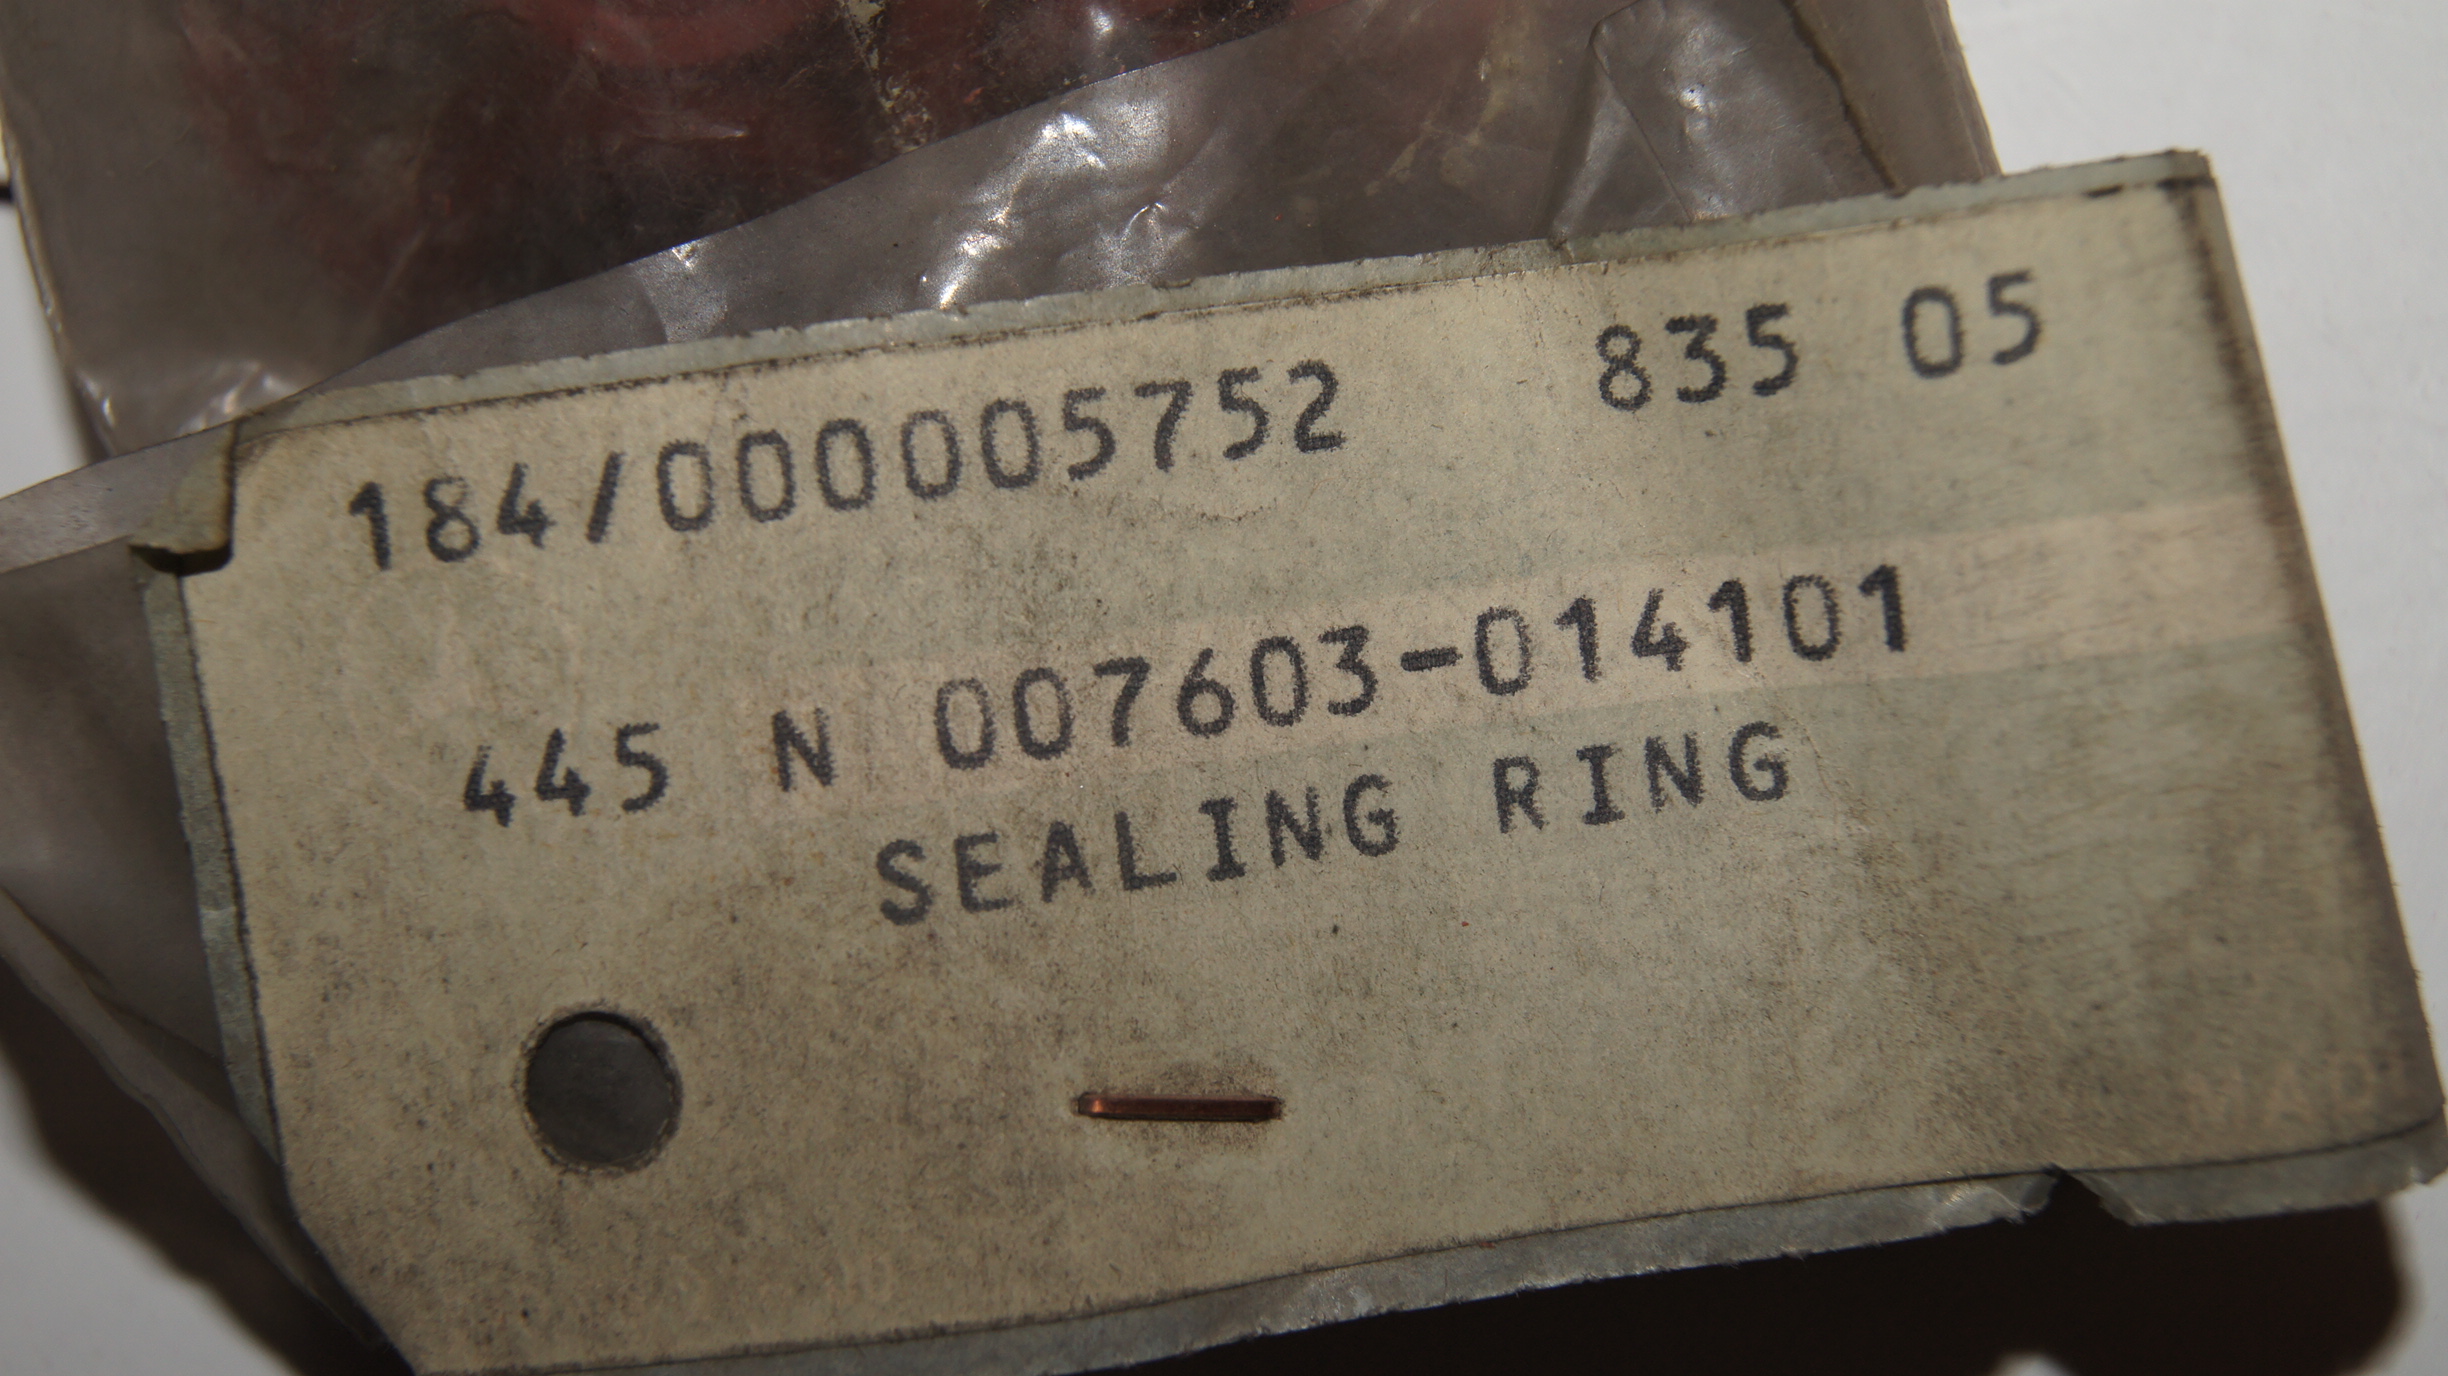 184/000005752 835 05
445 N 007603-014101
SEALING RING